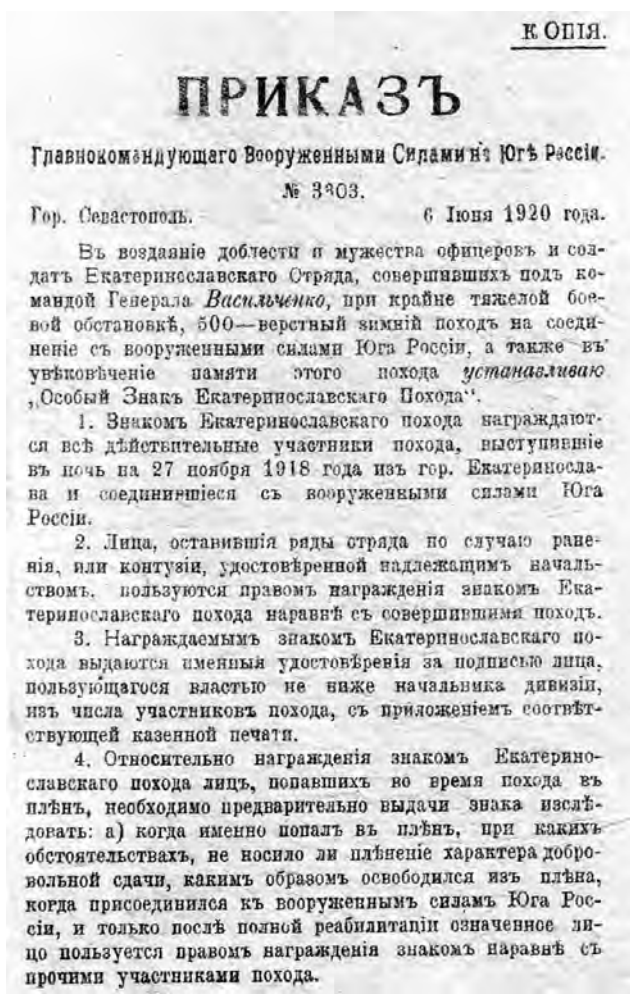 КОПІЯ.
ПРИКАЗЪ
Главнокомандующаго Вооруженными Силами на Югѣ Россіи.
№ 3303.
Гор. Севастополь. 6 Іюня 1920 года.
Въ воздаяніе доблести и мужества офицеровъ и сол-
датъ Екатеринославскаго Отряда, совершившихъ подъ ко-
мандой Генерала Васильченко, при крайне тяжелой бое-
вой обстановкѣ, 500—верстный зимній походъ на соеди-
неніе съ вооруженными силами Юга Россіи, а также въ
увѣковѣченіе памяти этого похода устанавливаю
„Особый Знакъ Екатеринославскаго Похода“.
1. Знакомъ Екатеринославскаго похода награждают-
ся всѣ дѣйствительные участники похода, выступившіе
въ ночь на 27 ноября 1918 года изъ гор. Екатериносла-
ва и соединившіеся съ вооруженными силами Юга
Россіи.
2. Лица, оставившія ряды отряда по случаю ране-
нія, или контузіи, удостовѣренной надлежащимъ началь-
ствомъ. пользуются правомъ награжденія знакомъ Ека-
теринославскаго похода наравнѣ съ совершившими походъ.
3. Награждаемымъ знакомъ Екатеринославскаго по-
хода выдаются именныя удостовѣренія за подписью лица,
пользующагося властью не ниже начальника дивизіи,
изъ числа участниковъ похода, съ приложеніемъ соотвѣт-
ствующей казенной печати.
4. Относительно награжденія знакомъ Екатерино-
славскаго похода лицъ, попавшихъ во время похода въ
плѣнъ, необходимо предварительно выдачи знака изслѣ-
довать: а) когда именно попалъ въ плѣнъ, при какихъ
обстоятельствахъ, не носило ли плѣненіе характера добро-
вольной сдачи, какимъ образомъ освободился изъ плѣна,
когда присоединился къ вооруженнымъ силамъ Юга Рос-
сіи, и только послѣ полной реабилитаціи означенное ли-
цо пользуется правомъ награжденія знакомъ наравнѣ съ
прочими участниками похода.